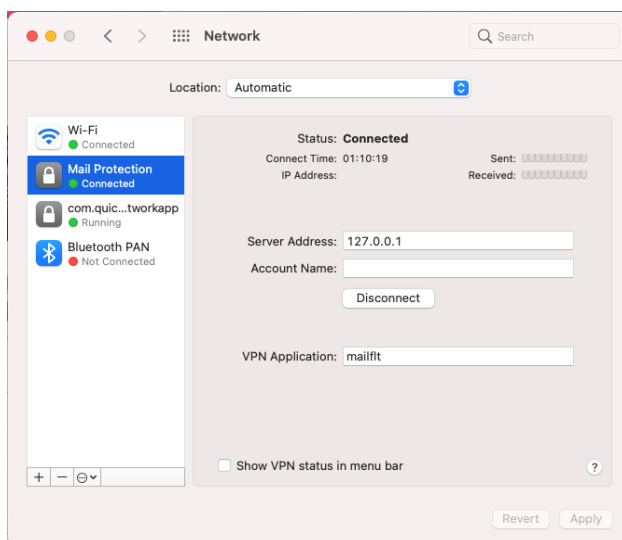 Network
Search
Location: Automatic
Wi-Fi
Connected
Mail Protection
Connected
com.quic...tworkapp
Running
Bluetooth PAN
Not Connected
Status: Connected
Connect Time: 01:10:19 Sent:
IP Address: Received:
Server Address: 127.0.0.1
Account Name:
Disconnect
VPN Application: mailflt
Show VPN status in menu bar
?
Revert Apply